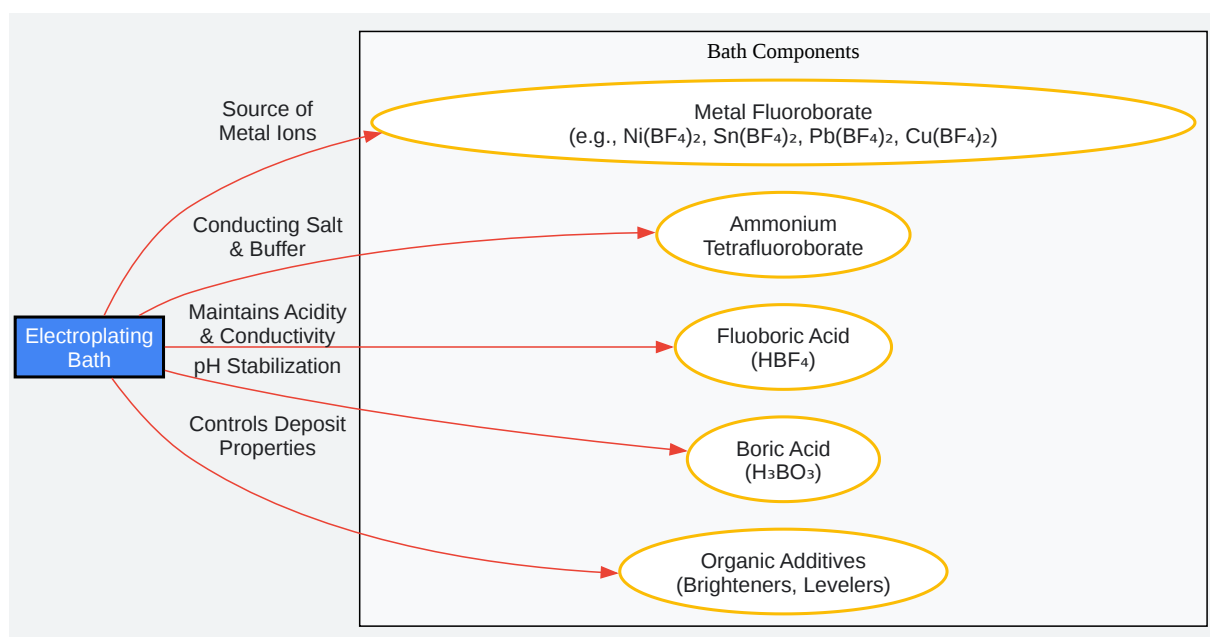 Bath Components
Source of
Metal Ions
Metal Fluoroborate
(e.g., Ni(BF₄)₂, Sn(BF₄)₂, Pb(BF₄)₂, Cu(BF₄)₂)
Conducting Salt
& Buffer
Ammonium
Tetrafluoroborate
Electroplating
Bath
Maintains Acidity
& Conductivity
Fluoboric Acid
(HBF₄)
pH Stabilization
Boric Acid
(H₃BO₃)
Controls Deposit
Properties
Organic Additives
(Brighteners, Levelers)